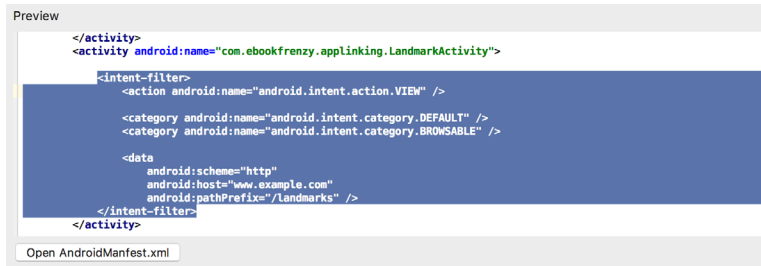 Preview
</activity>
<activity android:name="com.ebookfrenzy.applinking.LandmarkActivity">
<intent-filter>
<action android:name="android.intent.action.VIEW" />
<category android:name="android.intent.category.DEFAULT" />
<category android:name="android.intent.category.BROWSABLE" />
<data
android:scheme="http"
android:host="www.example.com"
android:pathPrefix="/landmarks" />
</intent-filter>
</activity>
Open AndroidManfest.xml